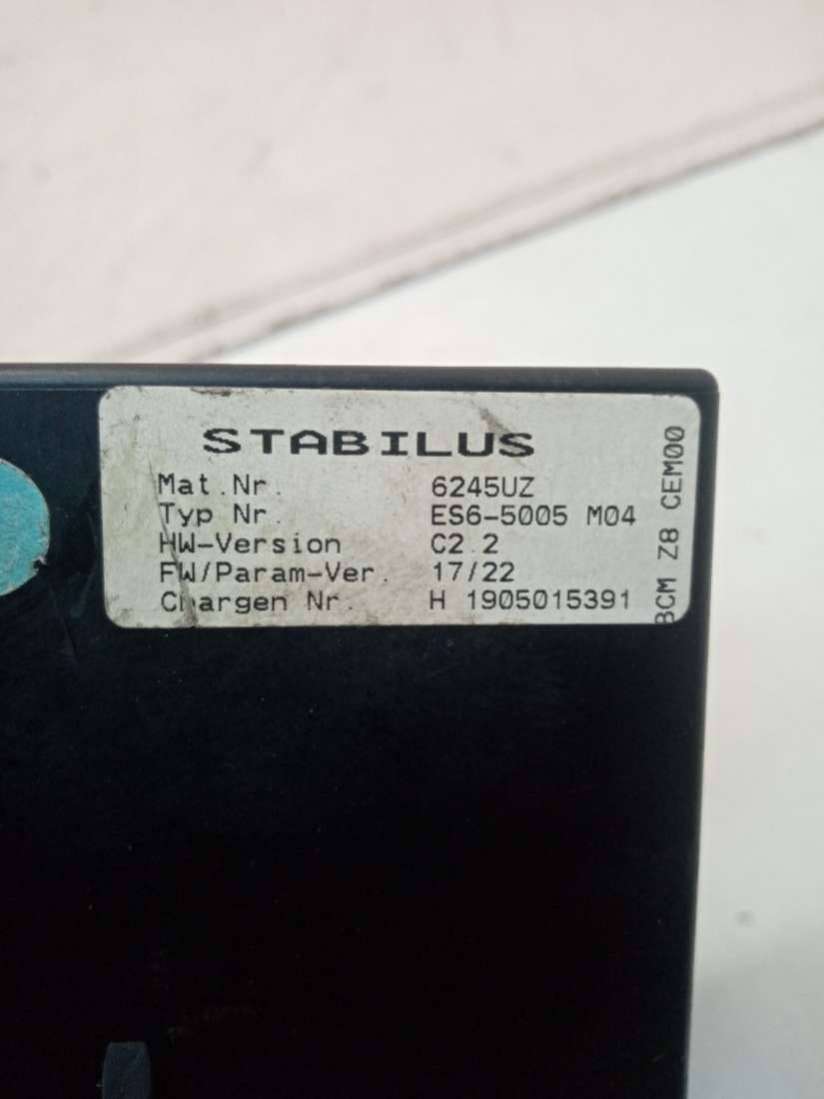 STABILUS
Mat.Nr. 6245UZ
Typ Nr. ES6-5005 M04
HW-Version C2.2
FW/Param-Ver. 17/22
Chargen Nr. H 1905015391
BCM Z8 CEM00